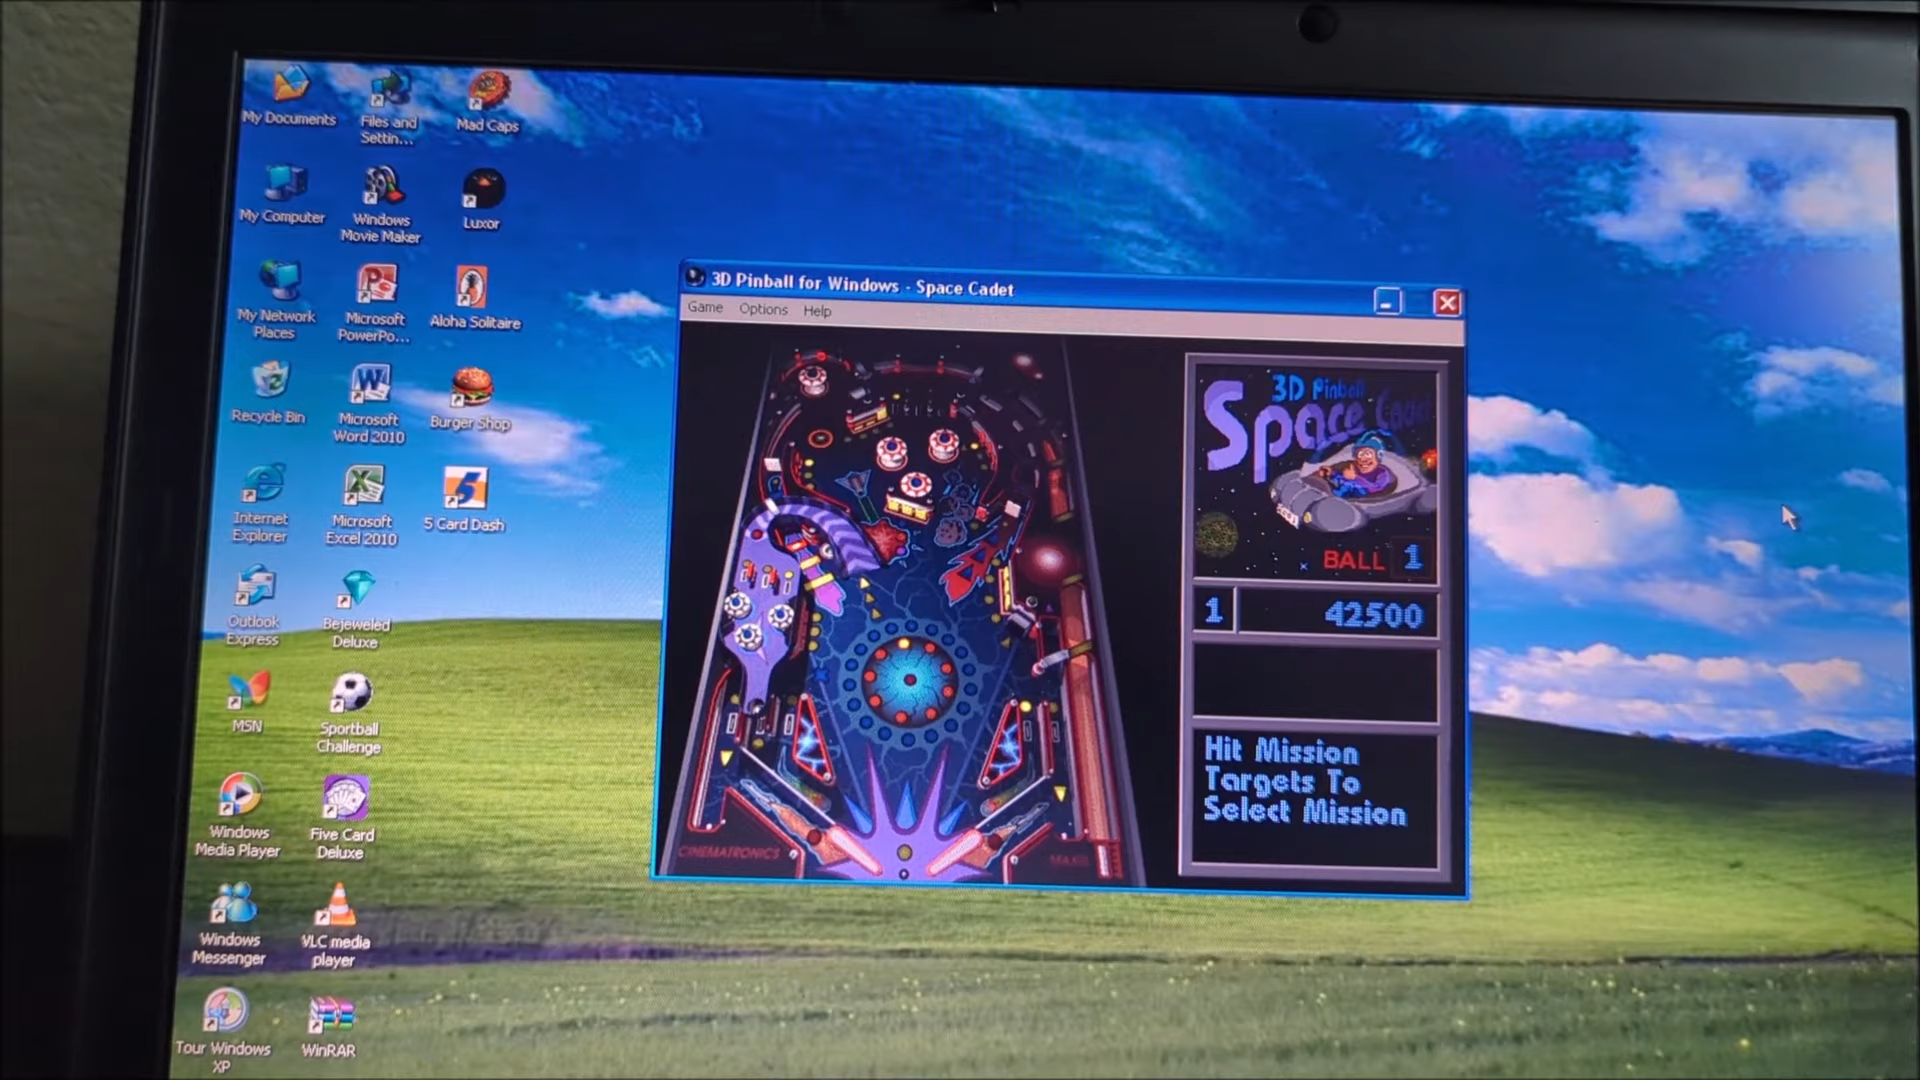 My Documents
Files and
Settin...
Mad Caps
My Computer
Windows
Movie Maker
Luxor
My Network
Places
Microsoft
PowerPo...
Aloha Solitaire
Recycle Bin
Microsoft
Word 2010
Burger Shop
Internet
Explorer
Microsoft
Excel 2010
5
5 Card Dash
Outlook
Express
Bejeweled
Deluxe
MSN
Sportball
Challenge
Windows
Media Player
Five Card
Deluxe
Windows
Messenger
VLC media
player
Tour Windows
XP
WinRAR
3D Pinball for Windows - Space Cadet
Game Options Help
CINEMATRONICS
3D Pinball
Space Cadet
BALL 1
1 42500
Hit Mission
Targets To
Select Mission